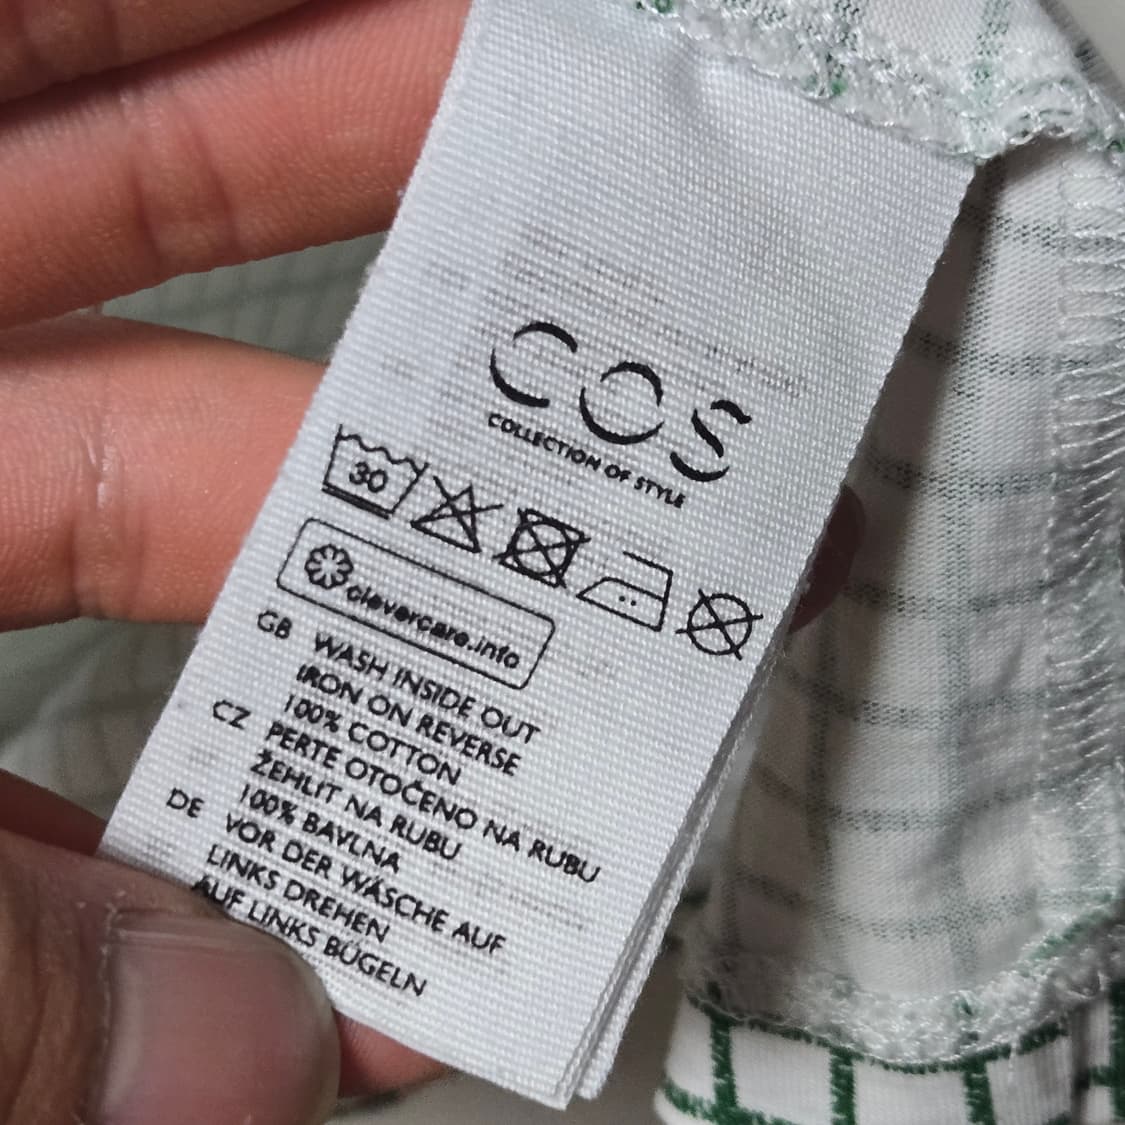 COS
COLLECTION OF STYLE
30
clevercare.info
GB WASH INSIDE OUT
IRON ON REVERSE
100% COTTON
CZ PERTE OTOČENO NA RUBU
ŽEHLIT NA RUBU
100% BAVLNA
DE VOR DER WÄSCHE AUF
LINKS DREHEN
AUF LINKS BÜGELN